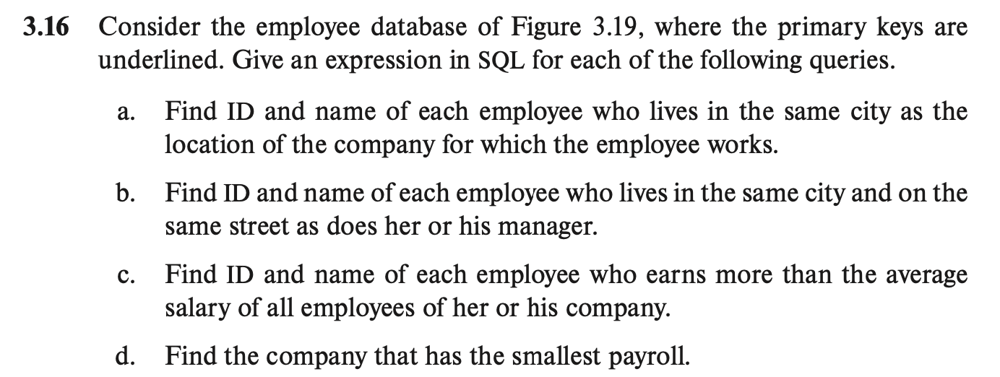 3.16 Consider the employee database of Figure 3.19, where the primary keys are
underlined. Give an expression in SQL for each of the following queries.
a. Find ID and name of each employee who lives in the same city as the
location of the company for which the employee works.
b. Find ID and name of each employee who lives in the same city and on the
same street as does her or his manager.
c. Find ID and name of each employee who earns more than the average
salary of all employees of her or his company.
d. Find the company that has the smallest payroll.